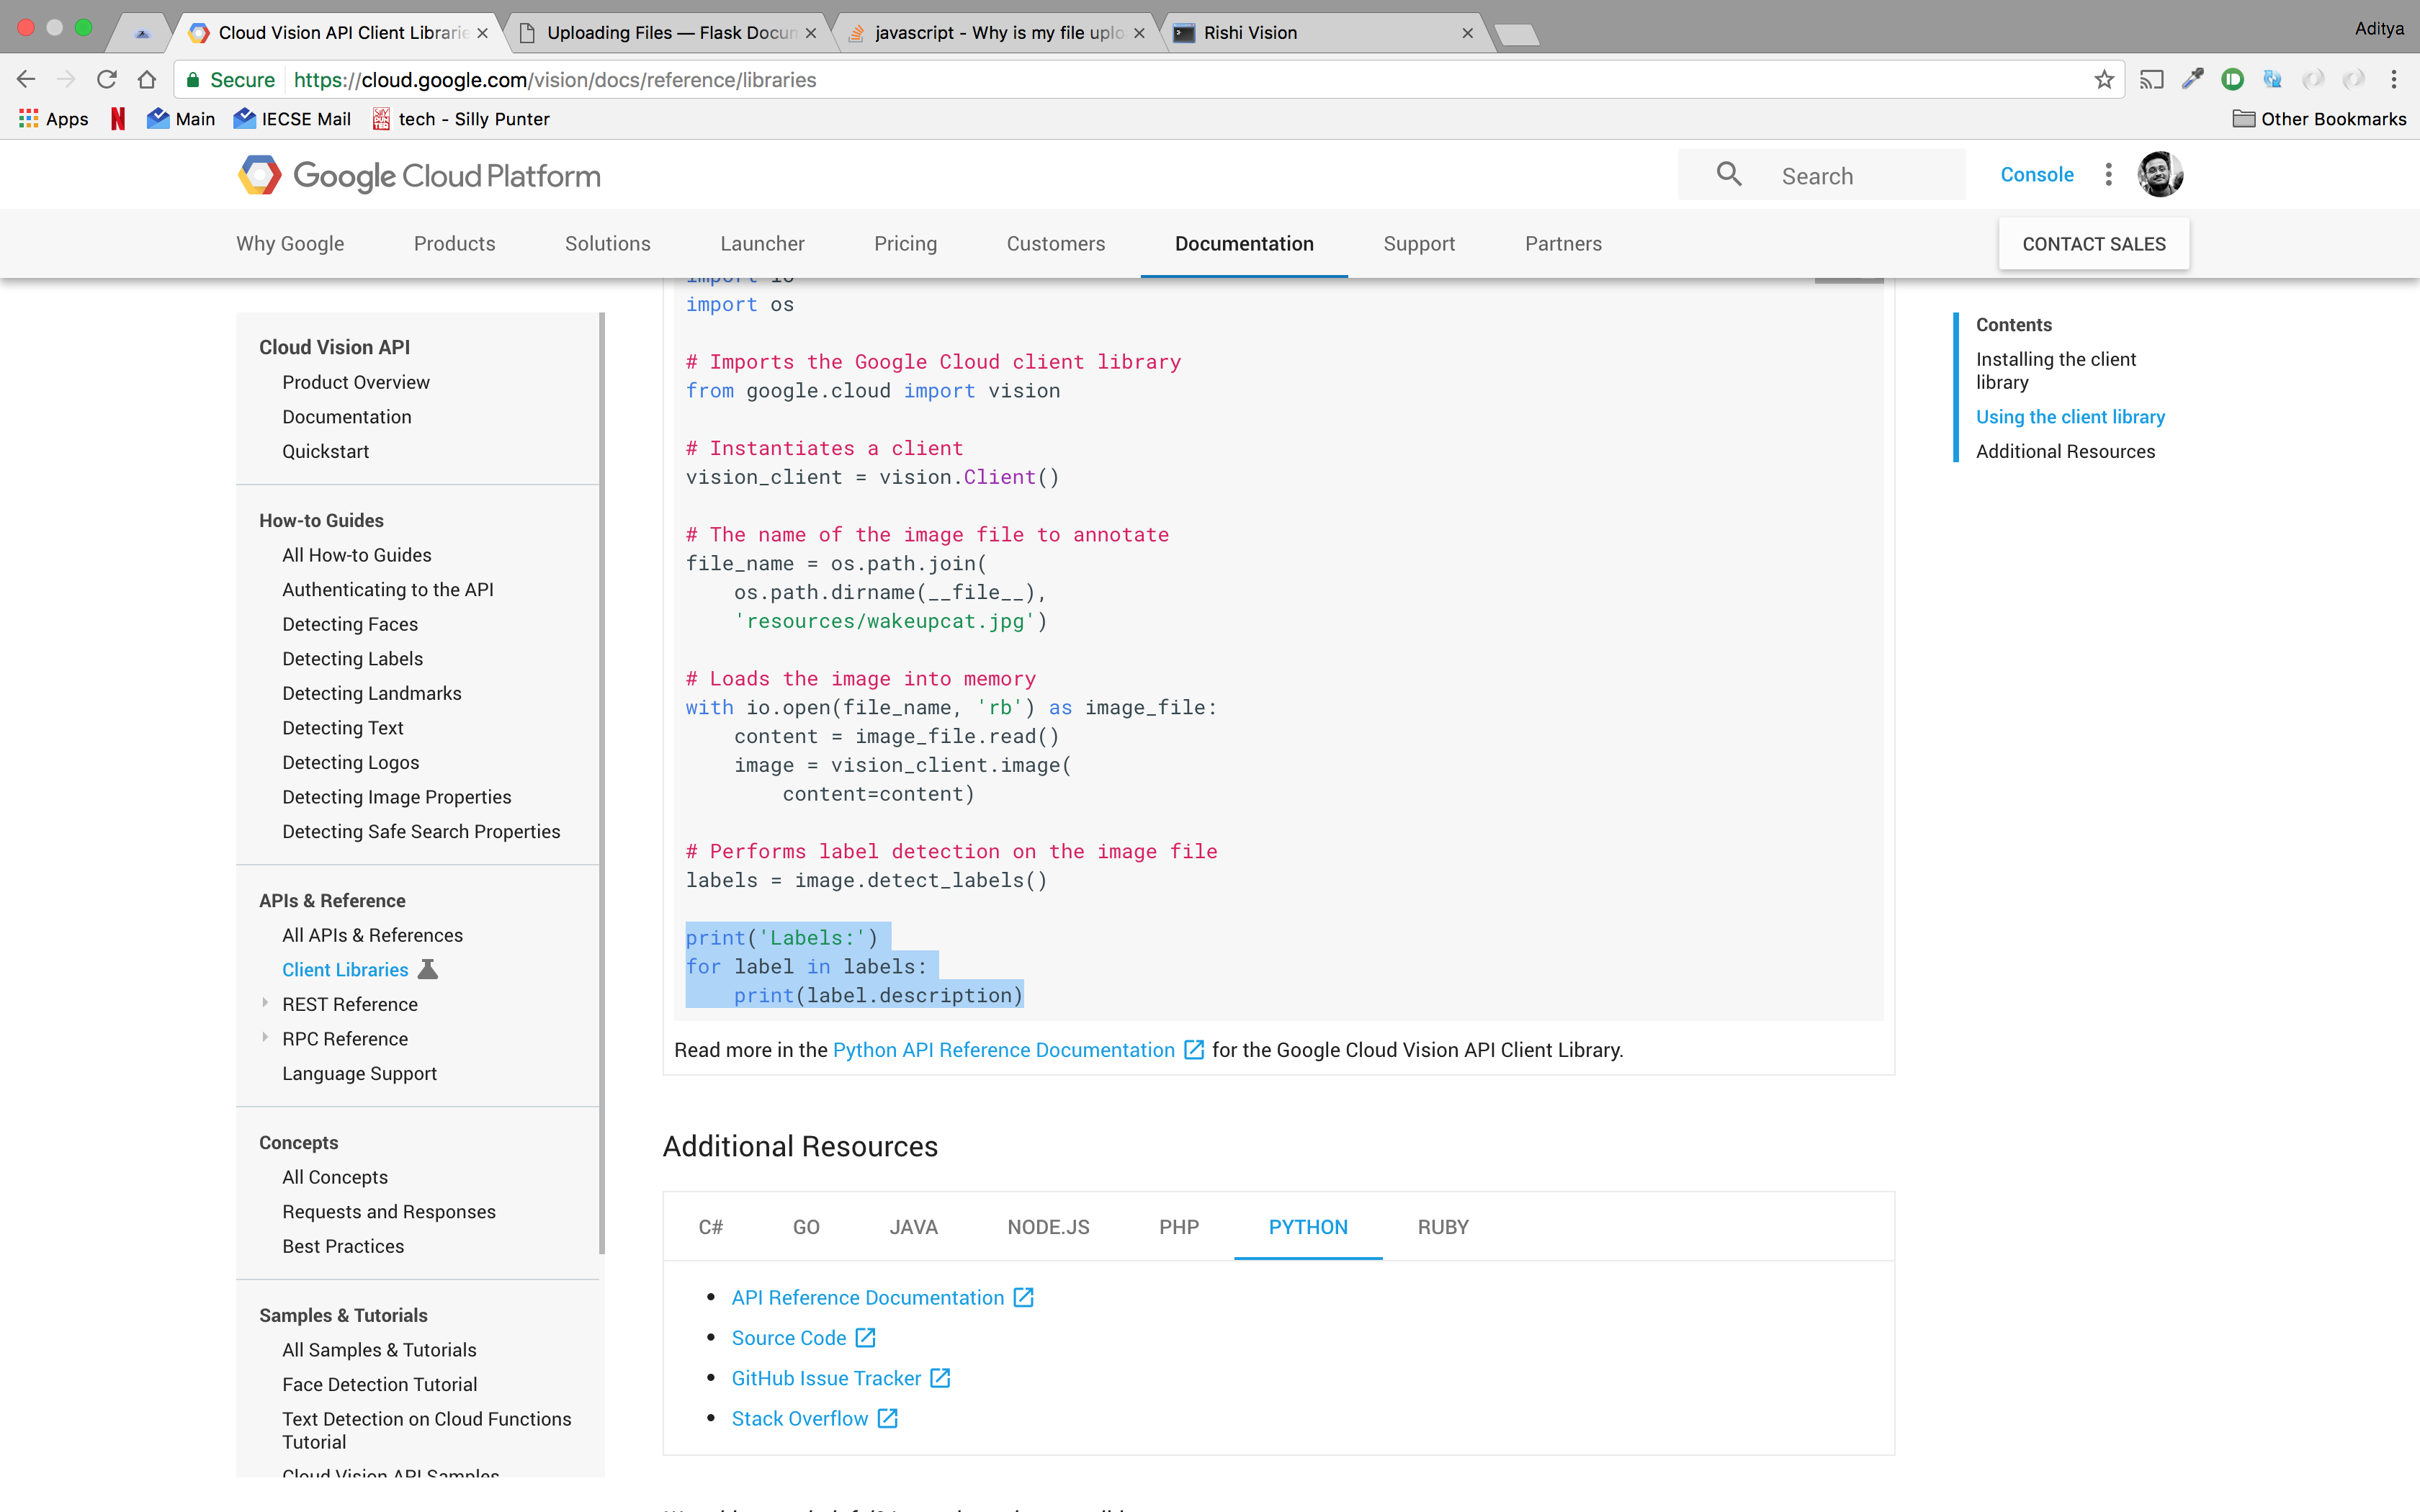 Cloud Vision API Client Librarie
Uploading Files — Flask Docun
javascript - Why is my file uplo
Rishi Vision
Aditya
Secure
https://cloud.google.com/vision/docs/reference/libraries
Apps
Main
IECSE Mail
tech - Silly Punter
Other Bookmarks
Google Cloud Platform
Search
Console
Why Google
Products
Solutions
Launcher
Pricing
Customers
Documentation
Support
Partners
CONTACT SALES
Cloud Vision API
Product Overview
Documentation
Quickstart
How-to Guides
All How-to Guides
Authenticating to the API
Detecting Faces
Detecting Labels
Detecting Landmarks
Detecting Text
Detecting Logos
Detecting Image Properties
Detecting Safe Search Properties
APIs & Reference
All APIs & References
Client Libraries
REST Reference
RPC Reference
Language Support
Concepts
All Concepts
Requests and Responses
Best Practices
Samples & Tutorials
All Samples & Tutorials
Face Detection Tutorial
Text Detection on Cloud Functions
Tutorial
Cloud Vision API Samples
import io
import os
# Imports the Google Cloud client library
from google.cloud import vision
# Instantiates a client
vision_client = vision.Client()
# The name of the image file to annotate
file_name = os.path.join(
os.path.dirname(__file__),
'resources/wakeupcat.jpg')
# Loads the image into memory
with io.open(file_name, 'rb') as image_file:
content = image_file.read()
image = vision_client.image(
content=content)
# Performs label detection on the image file
labels = image.detect_labels()
print('Labels:')
for label in labels:
print(label.description)
Read more in the Python API Reference Documentation for the Google Cloud Vision API Client Library.
Additional Resources
C#
GO
JAVA
NODE.JS
PHP
PYTHON
RUBY
API Reference Documentation
Source Code
GitHub Issue Tracker
Stack Overflow
Contents
Installing the client
library
Using the client library
Additional Resources